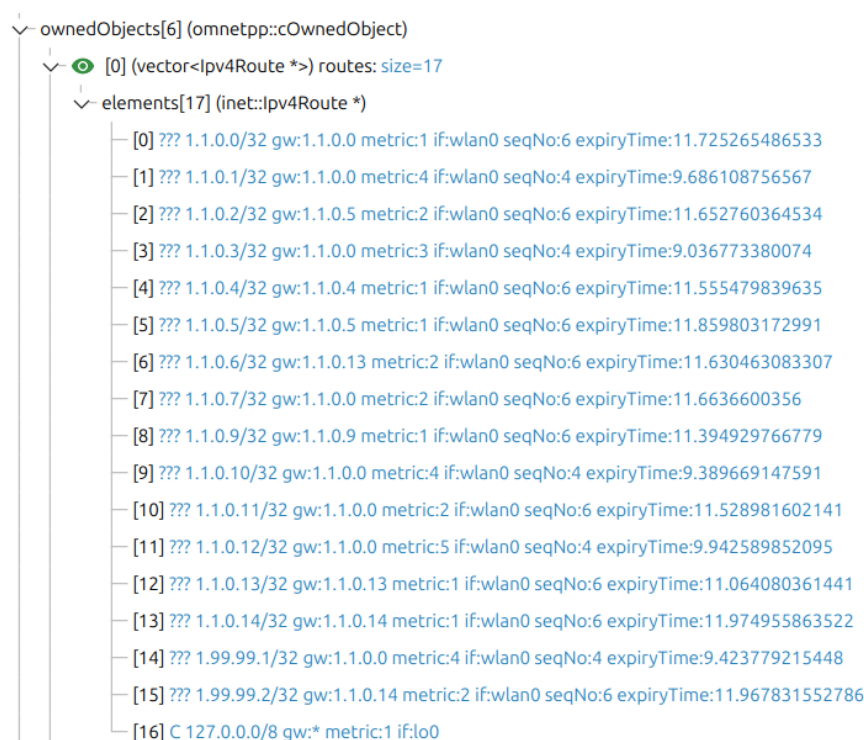 ownedObjects[6] (omnetpp::cOwnedObject)
[0] (vector<Ipv4Route *>) routes: size=17
elements[17] (inet::Ipv4Route *)
[0] ??? 1.1.0.0/32 gw:1.1.0.0 metric:1 if:wlan0 seqNo:6 expiryTime:11.725265486533
[1] ??? 1.1.0.1/32 gw:1.1.0.0 metric:4 if:wlan0 seqNo:4 expiryTime:9.686108756567
[2] ??? 1.1.0.2/32 gw:1.1.0.5 metric:2 if:wlan0 seqNo:6 expiryTime:11.652760364534
[3] ??? 1.1.0.3/32 gw:1.1.0.0 metric:3 if:wlan0 seqNo:4 expiryTime:9.036773380074
[4] ??? 1.1.0.4/32 gw:1.1.0.4 metric:1 if:wlan0 seqNo:6 expiryTime:11.555479839635
[5] ??? 1.1.0.5/32 gw:1.1.0.5 metric:1 if:wlan0 seqNo:6 expiryTime:11.859803172991
[6] ??? 1.1.0.6/32 gw:1.1.0.13 metric:2 if:wlan0 seqNo:6 expiryTime:11.630463083307
[7] ??? 1.1.0.7/32 gw:1.1.0.0 metric:2 if:wlan0 seqNo:6 expiryTime:11.6636600356
[8] ??? 1.1.0.9/32 gw:1.1.0.9 metric:1 if:wlan0 seqNo:6 expiryTime:11.394929766779
[9] ??? 1.1.0.10/32 gw:1.1.0.0 metric:4 if:wlan0 seqNo:4 expiryTime:9.389669147591
[10] ??? 1.1.0.11/32 gw:1.1.0.0 metric:2 if:wlan0 seqNo:6 expiryTime:11.528981602141
[11] ??? 1.1.0.12/32 gw:1.1.0.0 metric:5 if:wlan0 seqNo:4 expiryTime:9.942589852095
[12] ??? 1.1.0.13/32 gw:1.1.0.13 metric:1 if:wlan0 seqNo:6 expiryTime:11.064080361441
[13] ??? 1.1.0.14/32 gw:1.1.0.14 metric:1 if:wlan0 seqNo:6 expiryTime:11.974955863522
[14] ??? 1.99.99.1/32 gw:1.1.0.0 metric:4 if:wlan0 seqNo:4 expiryTime:9.423779215448
[15] ??? 1.99.99.2/32 gw:1.1.0.14 metric:2 if:wlan0 seqNo:6 expiryTime:11.967831552786
[16] C 127.0.0.0/8 gw:* metric:1 if:lo0